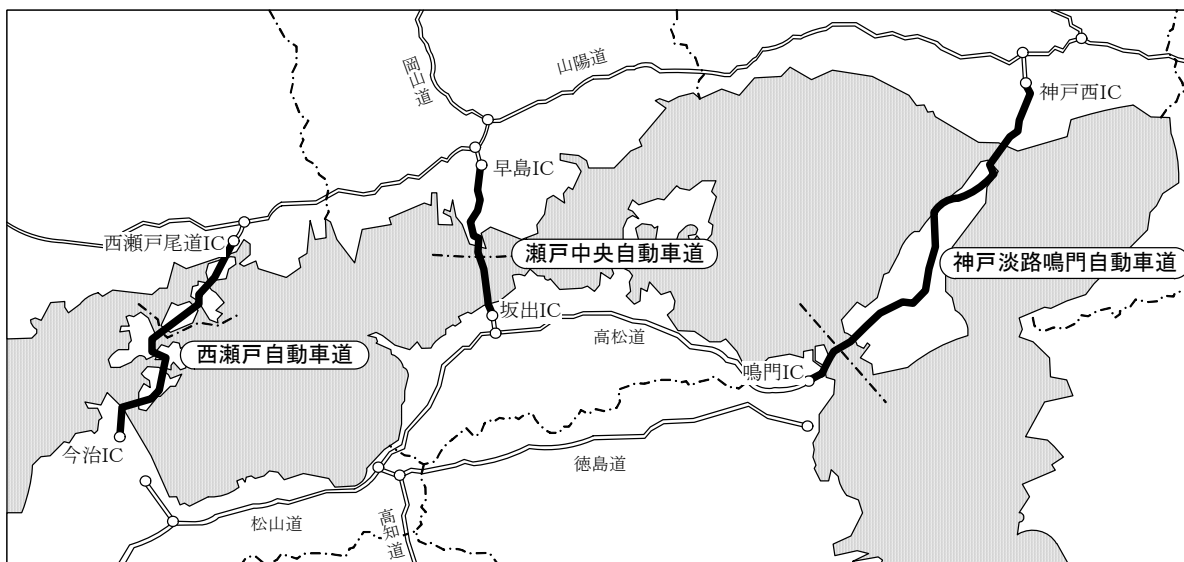 岡山道
山陽道
神戸西IC
早島IC
西瀬戸尾道IC
瀬戸中央自動車道
神戸淡路鳴門自動車道
坂出IC
高松道
西瀬戸自動車道
鳴門IC
今治IC
徳島道
松山道
高知道